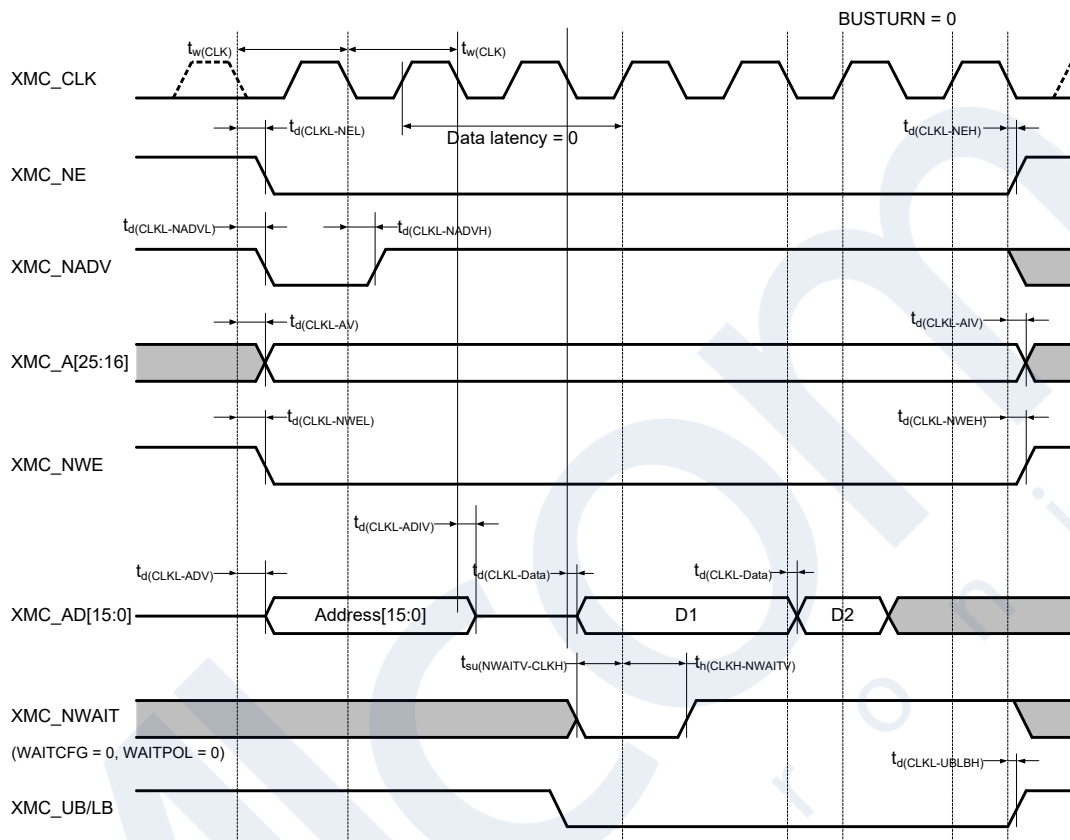 BUSTURN = 0
tw(CLK) tw(CLK)
XMC_CLK
td(CLKL-NEL) Data latency = 0 td(CLKL-NEH)
XMC_NE
td(CLKL-NADVL) td(CLKL-NADVH)
XMC_NADV
td(CLKL-AV) td(CLKL-AIV)
XMC_A[25:16]
td(CLKL-NWEL) td(CLKL-NWEH)
XMC_NWE
td(CLKL-ADIV)
td(CLKL-ADV) td(CLKL-Data) td(CLKL-Data)
XMC_AD[15:0] Address[15:0] D1 D2
tsu(NWAITV-CLKH) th(CLKH-NWAITV)
XMC_NWAIT
(WAITCFG = 0, WAITPOL = 0)
td(CLKL-UBLBH)
XMC_UB/LB